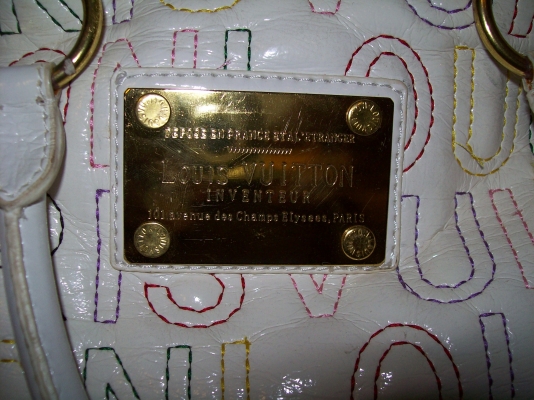 DEPOSE EN FRANCE ET A L'ETRANGER
LOUIS VUITTON
INVENTEUR
101 avenue des Champs Elysees, PARIS